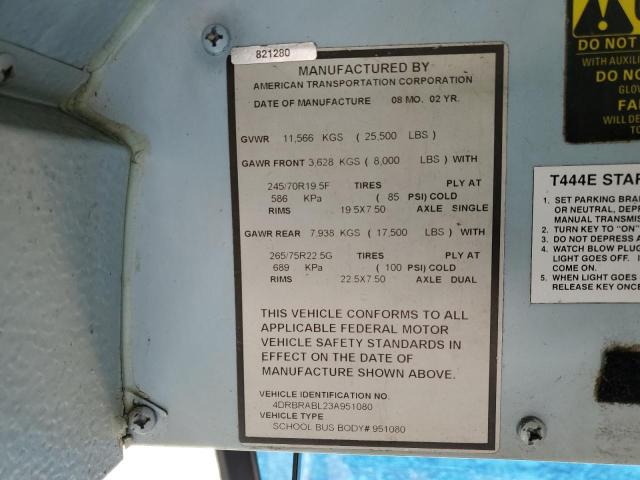 821280
MANUFACTURED BY
AMERICAN TRANSPORTATION CORPORATION
DATE OF MANUFACTURE 08 MO. 02 YR.
GVWR 11,566 KGS ( 25,500 LBS )
GAWR FRONT 3,628 KGS ( 8,000 LBS ) WITH
245/70R19.5F TIRES PLY AT
586 KPa ( 85 PSI) COLD
RIMS 19.5X7.50 AXLE SINGLE
GAWR REAR 7,938 KGS ( 17,500 LBS ) WITH
265/75R22.5G TIRES PLY AT
689 KPa ( 100 PSI) COLD
RIMS 22.5X7.50 AXLE DUAL
THIS VEHICLE CONFORMS TO ALL
APPLICABLE FEDERAL MOTOR
VEHICLE SAFETY STANDARDS IN
EFFECT ON THE DATE OF
MANUFACTURE SHOWN ABOVE.
VEHICLE IDENTIFICATION NO.
4DRBRABL23A951080
VEHICLE TYPE
SCHOOL BUS BODY# 951080
DO NOT
WITH AUXIL
DO NO
GLOW
FAI
WILL DE
TO
T444E STAR
1. SET PARKING BRA
OR NEUTRAL, DEPR
MANUAL TRANSMIS
2. TURN KEY TO "ON"
3. DO NOT DEPRESS A
4. WATCH BLOW PLUG
LIGHT GOES OFF. I
COME ON.
5. WHEN LIGHT GOES
RELEASE KEY ONCE